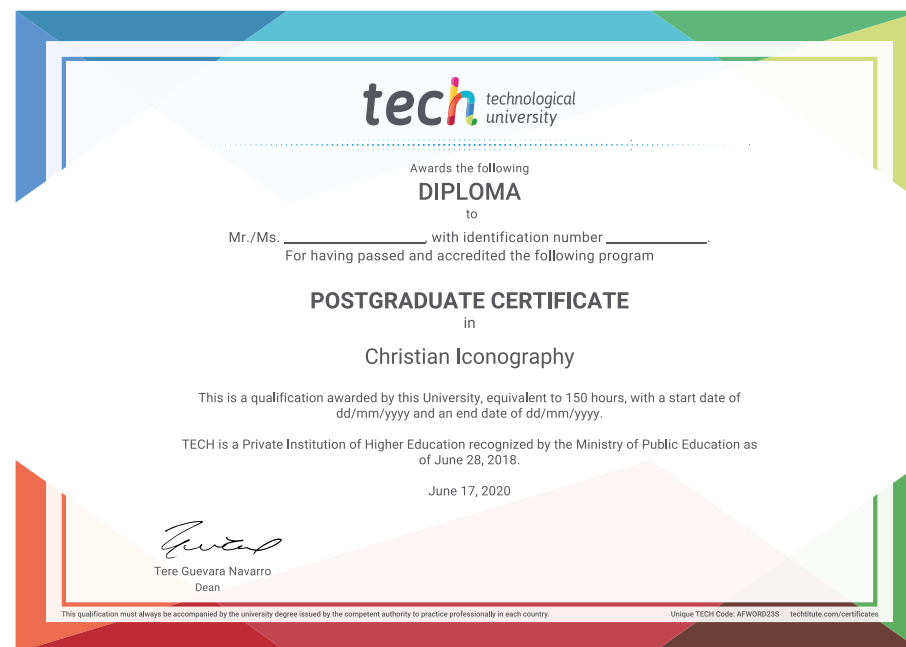 tech technological
university
Awards the following
DIPLOMA
to
Mr./Ms. ____________________, with identification number ______________.
For having passed and accredited the following program
POSTGRADUATE CERTIFICATE
in
Christian Iconography
This is a qualification awarded by this University, equivalent to 150 hours, with a start date of
dd/mm/yyyy and an end date of dd/mm/yyyy.
TECH is a Private Institution of Higher Education recognized by the Ministry of Public Education as
of June 28, 2018.
June 17, 2020
Tere Guevara Navarro
Dean
This qualification must always be accompanied by the university degree issued by the competent authority to practice professionally in each country.
Unique TECH Code: AFWORD23S techtitute.com/certificates